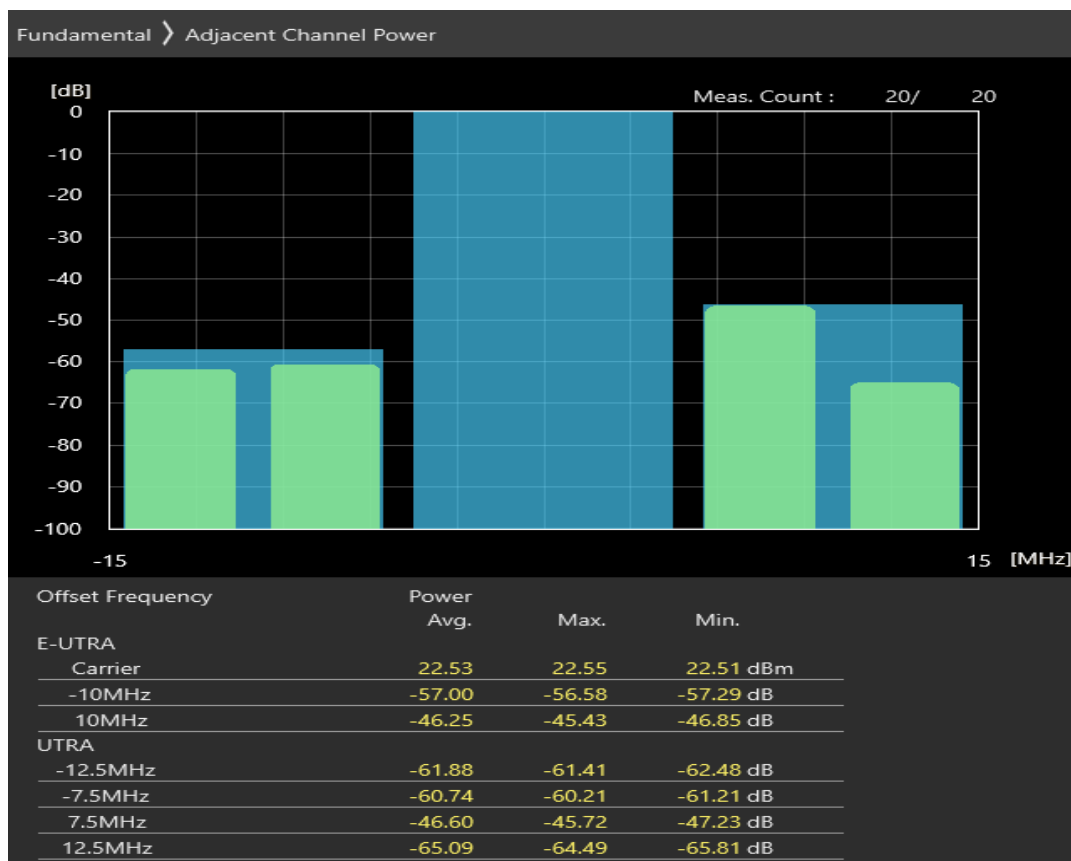 Fundamental 〉 Adjacent Channel Power
[dB]
Meas. Count : 20/ 20
0
-10
-20
-30
-40
-50
-60
-70
-80
-90
-100
-15 15 [MHz]
Offset Frequency Power
Avg. Max. Min.
E-UTRA
Carrier 22.53 22.55 22.51 dBm
-10MHz -57.00 -56.58 -57.29 dB
10MHz -46.25 -45.43 -46.85 dB
UTRA
-12.5MHz -61.88 -61.41 -62.48 dB
-7.5MHz -60.74 -60.21 -61.21 dB
7.5MHz -46.60 -45.72 -47.23 dB
12.5MHz -65.09 -64.49 -65.81 dB